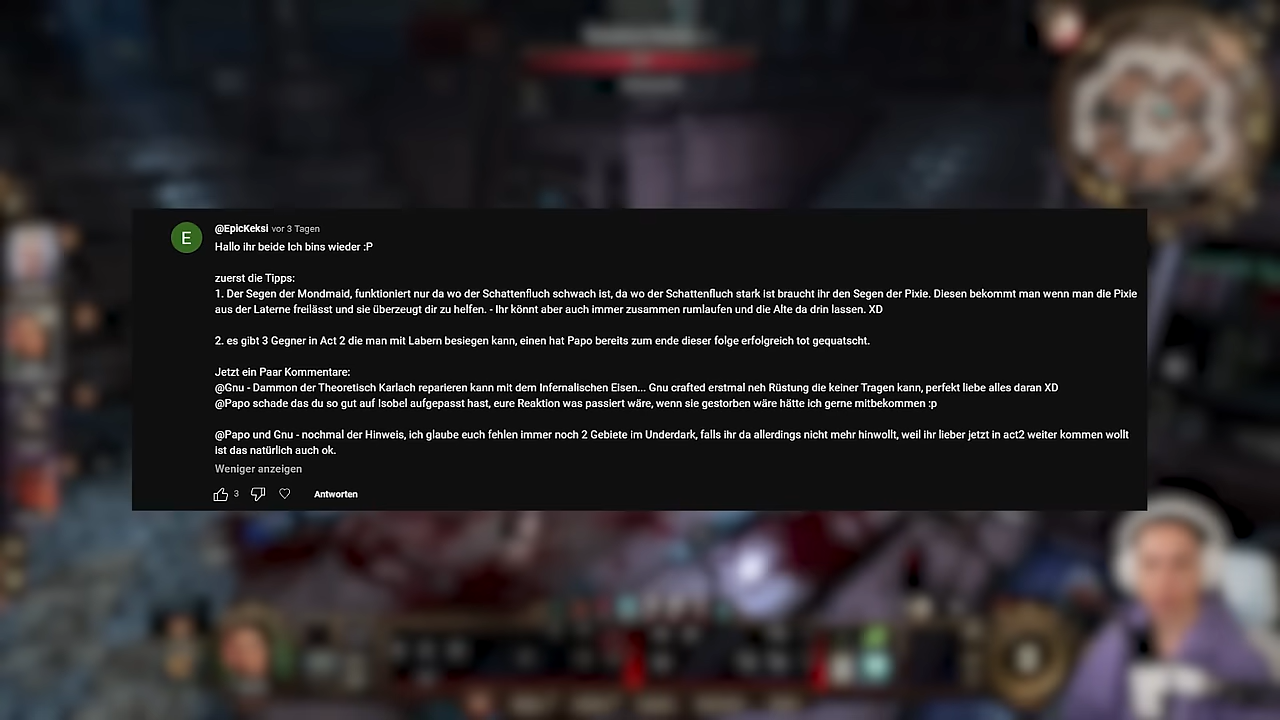 @EpicKeksi vor 3 Tagen
Hallo ihr beide Ich bins wieder :P
zuerst die Tipps:
1. Der Segen der Mondmaid, funktioniert nur da wo der Schattenfluch schwach ist, da wo der Schattenfluch stark ist braucht ihr den Segen der Pixie. Diesen bekommt man wenn man die Pixie
aus der Laterne freilässt und sie überzeugt dir zu helfen. - Ihr könnt aber auch immer zusammen rumlaufen und die Alte da drin lassen. XD
2. es gibt 3 Gegner in Act 2 die man mit Labern besiegen kann, einen hat Papo bereits zum ende dieser folge erfolgreich tot gequatscht.
Jetzt ein Paar Kommentare:
@Gnu - Dammon der Theoretisch Karlach reparieren kann mit dem Infernalischen Eisen... Gnu crafted erstmal neh Rüstung die keiner Tragen kann, perfekt liebe alles daran XD
@Papo schade das du so gut auf Isobel aufgepasst hast, eure Reaktion was passiert wäre, wenn sie gestorben wäre hätte ich gerne mitbekommen :p
@Papo und Gnu - nochmal der Hinweis, ich glaube euch fehlen immer noch 2 Gebiete im Underdark, falls ihr da allerdings nicht mehr hinwollt, weil ihr lieber jetzt in act2 weiter kommen wollt
ist das natürlich auch ok.
Weniger anzeigen
3 Antworten
E